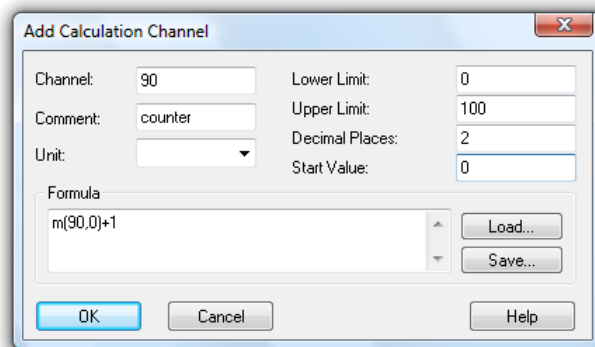 Add Calculation Channel
Channel: 90
Comment: counter
Unit:
Lower Limit: 0
Upper Limit: 100
Decimal Places: 2
Start Value: 0
Formula
m(90,0)+1
Load...
Save...
OK
Cancel
Help